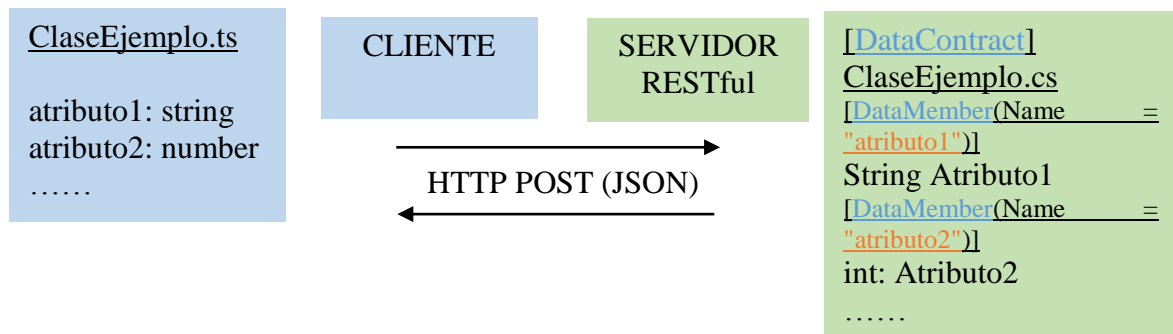 ClaseEjemplo.ts
atributo1: string
atributo2: number
……
CLIENTE
SERVIDOR
RESTful
HTTP POST (JSON)
[DataContract]
ClaseEjemplo.cs
[DataMember(Name =
"atributo1")]
String Atributo1
[DataMember(Name =
"atributo2")]
int: Atributo2
……